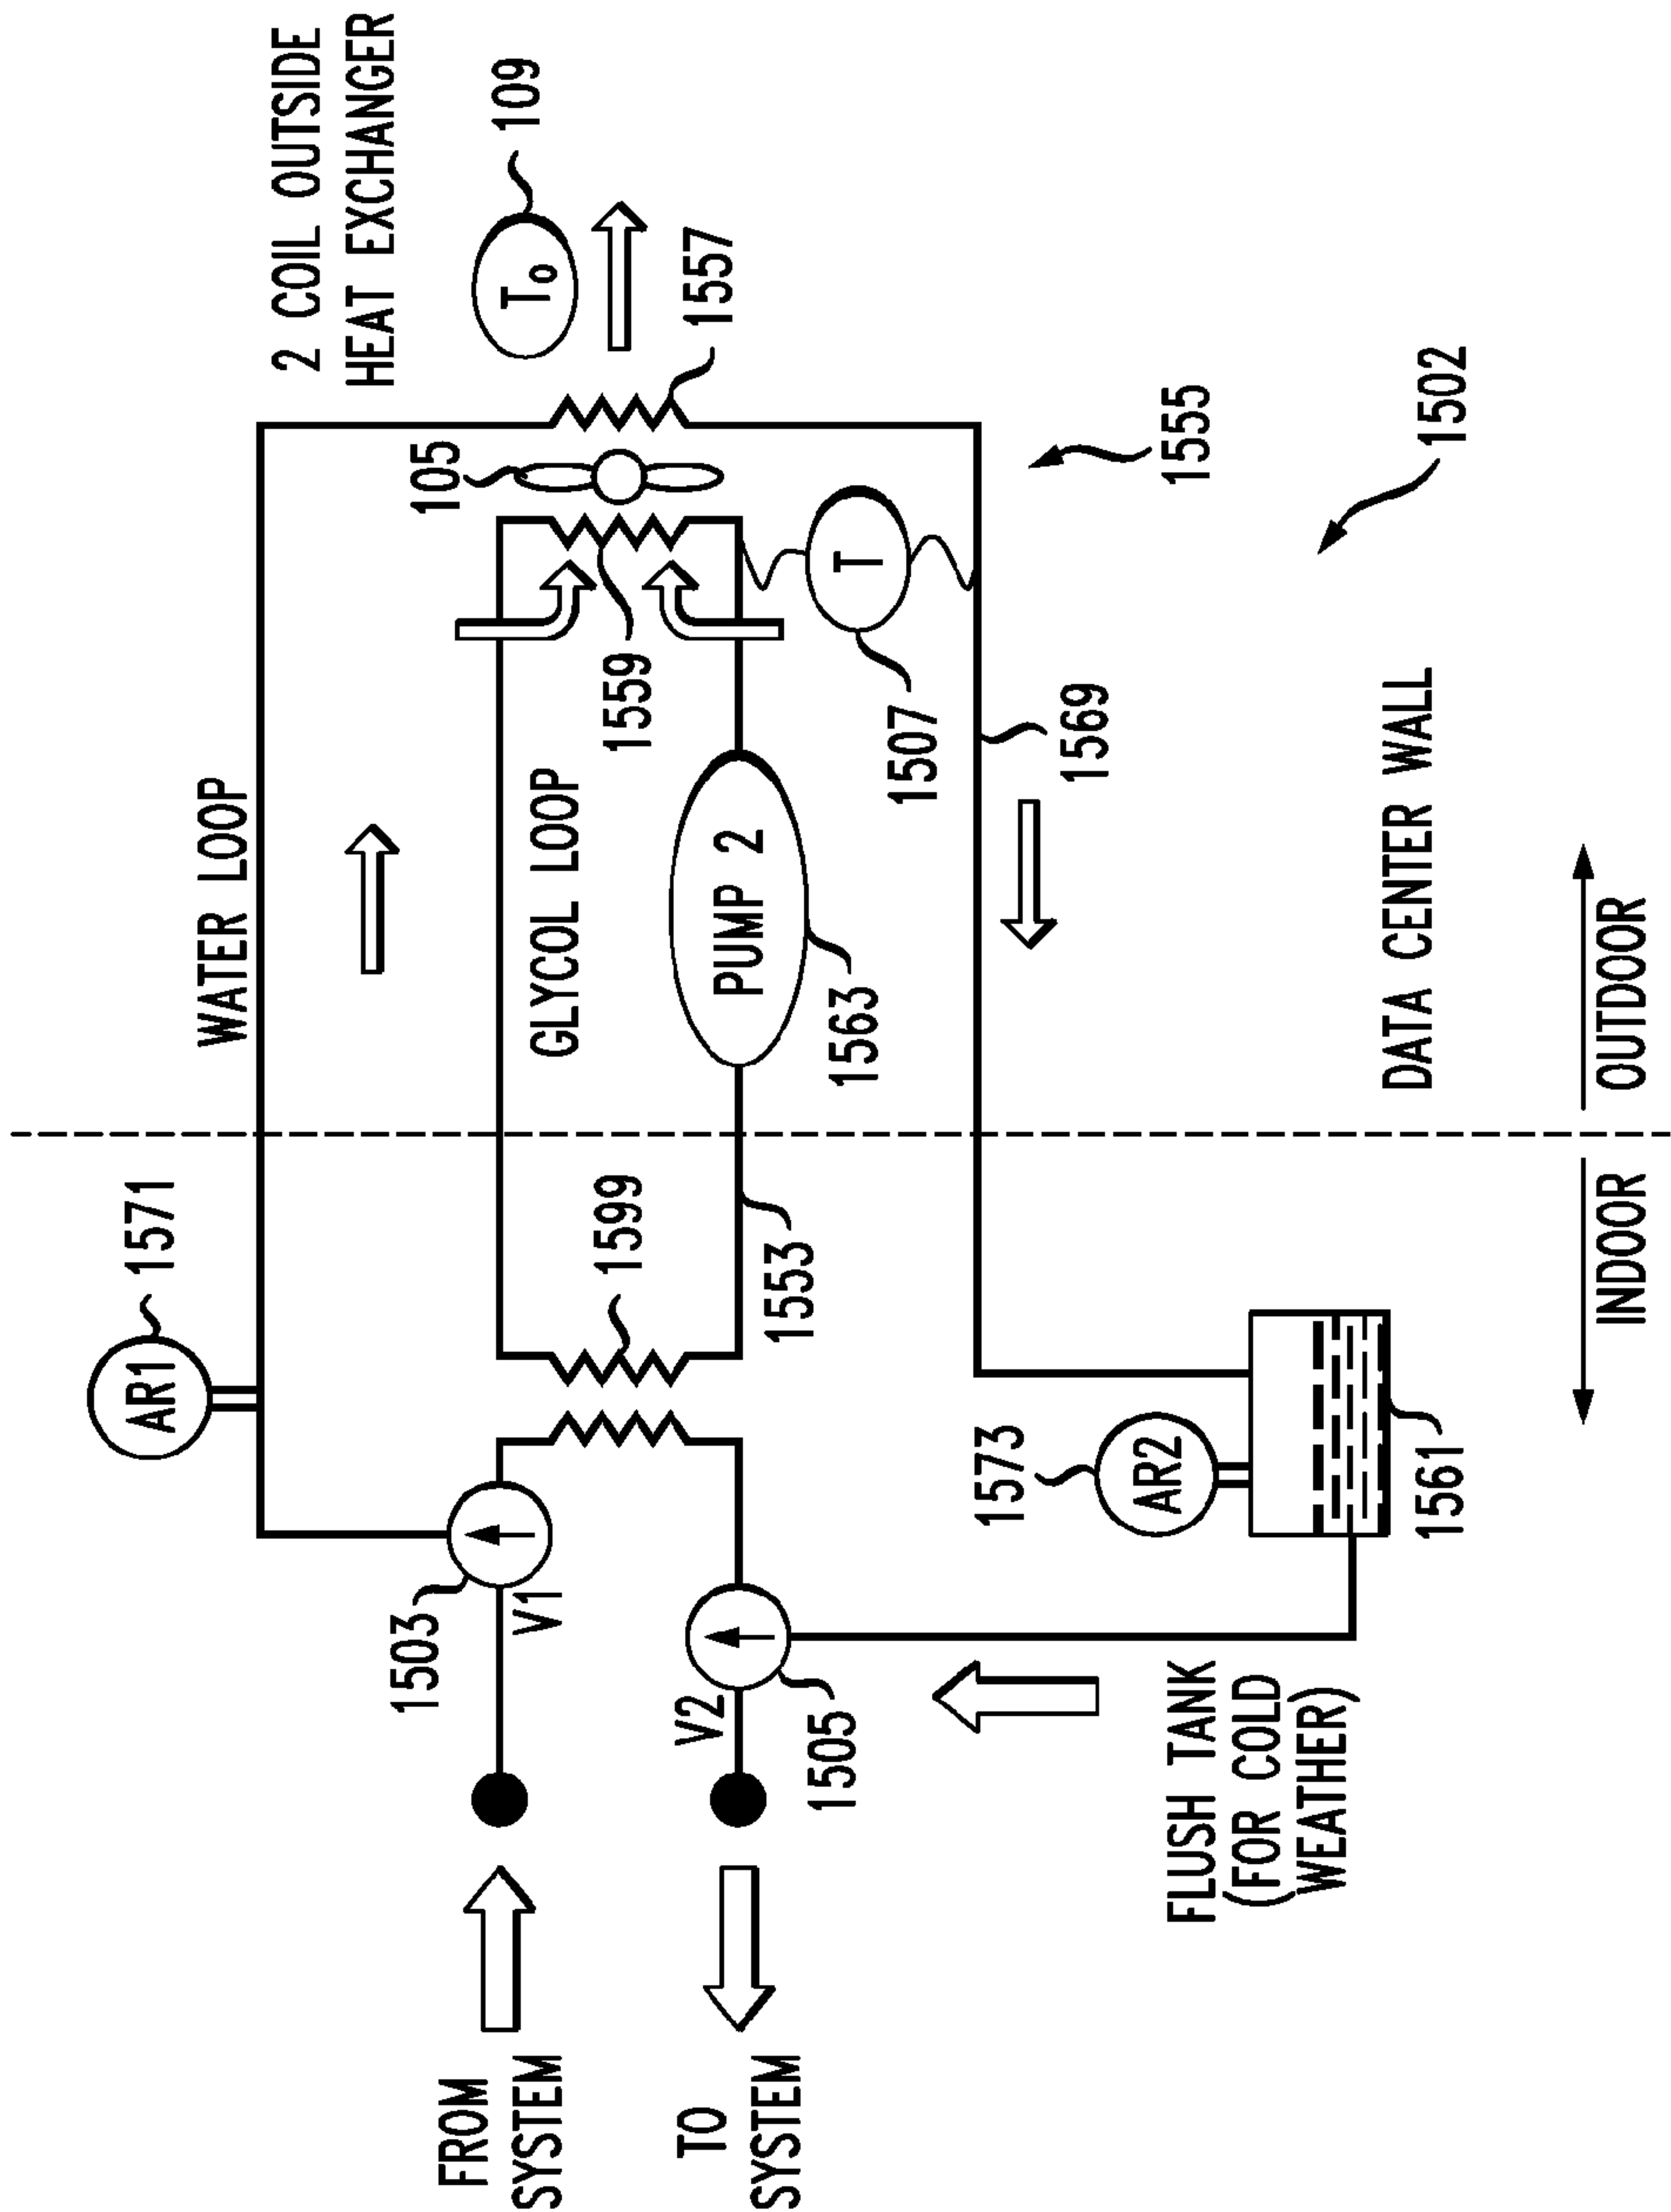 2 COIL OUTSIDE
HEAT EXCHANGER
109
T0
1557
105
1555
1502
WATER LOOP
GLYCOL LOOP
PUMP 2
1563
1559
T
1507
1569
DATA CENTER WALL
OUTDOOR
INDOOR
AR1
1571
1599
1553
1503
V1
V2
1505
AR2
1573
1561
FLUSH TANK
(FOR COLD
WEATHER)
FROM
SYSTEM
TO
SYSTEM